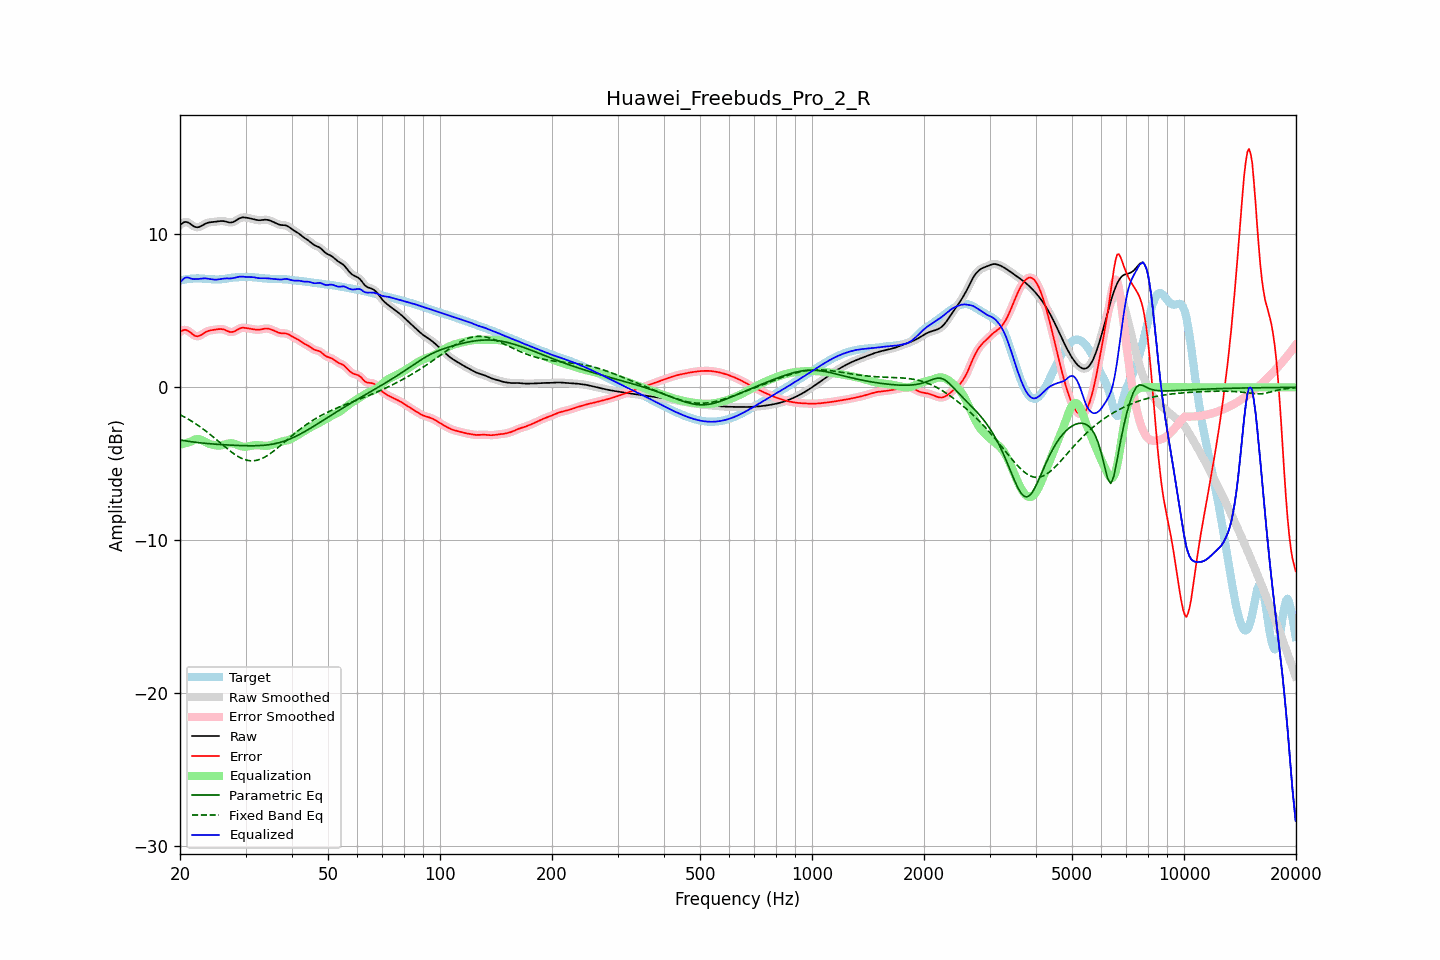 Huawei_Freebuds_Pro_2_R
Amplitude (dBr)
10
0
−10
−20
−30
Target
Raw Smoothed
Error Smoothed
Raw
Error
Equalization
Parametric Eq
Fixed Band Eq
Equalized
20 50 100 200 500 1000 2000 5000 10000 20000
Frequency (Hz)